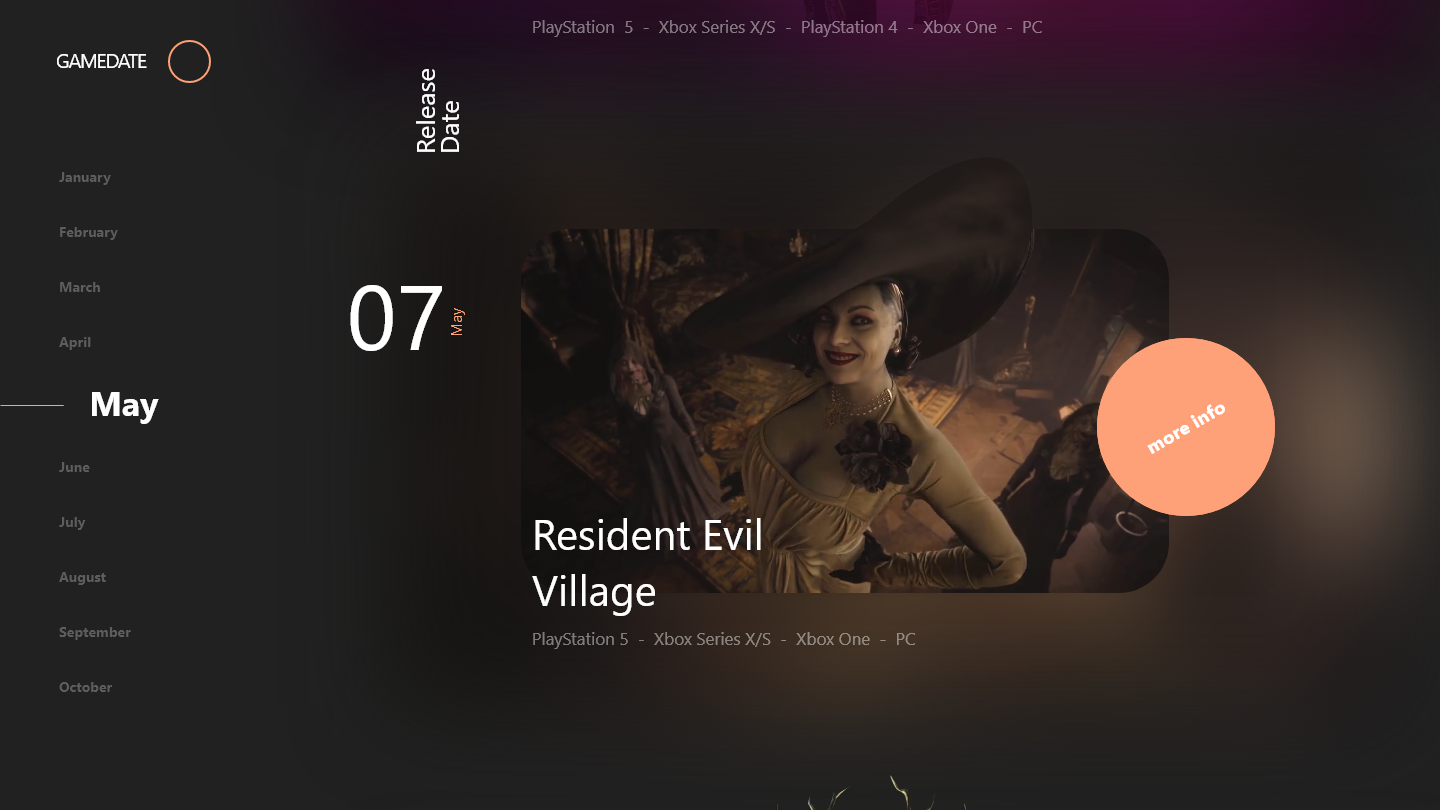 PlayStation 5 - Xbox Series X/S - PlayStation 4 - Xbox One - PC
GAMEDATE
Release
Date
January
February
March
April
May
June
July
August
September
October
07
May
more info
Resident Evil
Village
PlayStation 5 - Xbox Series X/S - Xbox One - PC